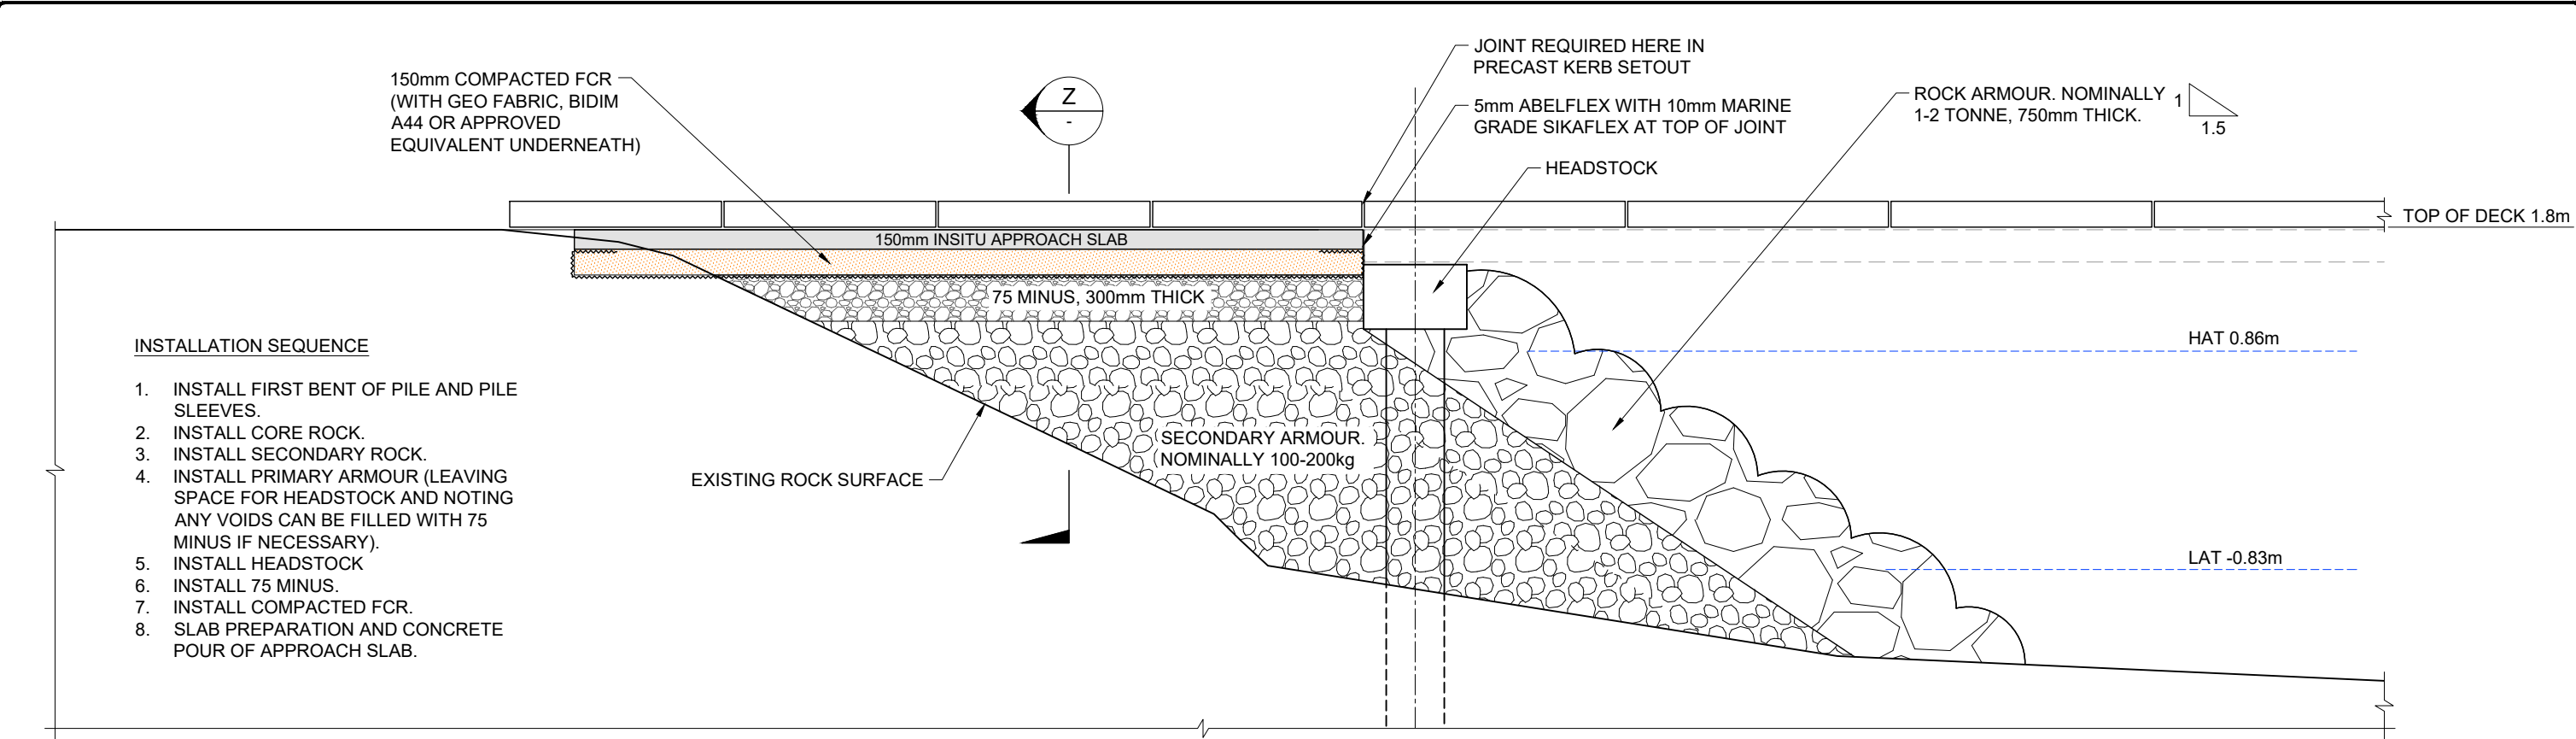 150mm COMPACTED FCR
(WITH GEO FABRIC, BIDIM
A44 OR APPROVED
EQUIVALENT UNDERNEATH)
Z
-
JOINT REQUIRED HERE IN
PRECAST KERB SETOUT
5mm ABELFLEX WITH 10mm MARINE
GRADE SIKAFLEX AT TOP OF JOINT
HEADSTOCK
ROCK ARMOUR. NOMINALLY
1-2 TONNE, 750mm THICK.
1
1.5
TOP OF DECK 1.8m
150mm INSITU APPROACH SLAB
75 MINUS, 300mm THICK
HAT 0.86m
SECONDARY ARMOUR.
NOMINALLY 100-200kg
EXISTING ROCK SURFACE
LAT -0.83m
INSTALLATION SEQUENCE
1. INSTALL FIRST BENT OF PILE AND PILE
SLEEVES.
2. INSTALL CORE ROCK.
3. INSTALL SECONDARY ROCK.
4. INSTALL PRIMARY ARMOUR (LEAVING
SPACE FOR HEADSTOCK AND NOTING
ANY VOIDS CAN BE FILLED WITH 75
MINUS IF NECESSARY).
5. INSTALL HEADSTOCK
6. INSTALL 75 MINUS.
7. INSTALL COMPACTED FCR.
8. SLAB PREPARATION AND CONCRETE
POUR OF APPROACH SLAB.